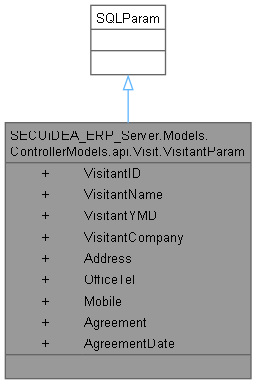 SQLParam
SECUiDEA_ERP_Server.Models.
ControllerModels.api.Visit.VisitantParam
+ VisitantID
+ VisitantName
+ VisitantYMD
+ VisitantCompany
+ Address
+ OfficeTel
+ Mobile
+ Agreement
+ AgreementDate